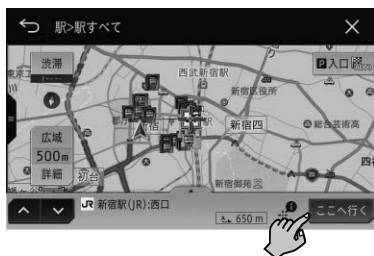 駅>駅すべて
渋滞
西武新宿駅
P入口
新宿区役所
総合芸術高
新宿四
広域
500m
詳細
初台
新宿御苑
JR 新宿駅(JR):西口
650 m
ここへ行く